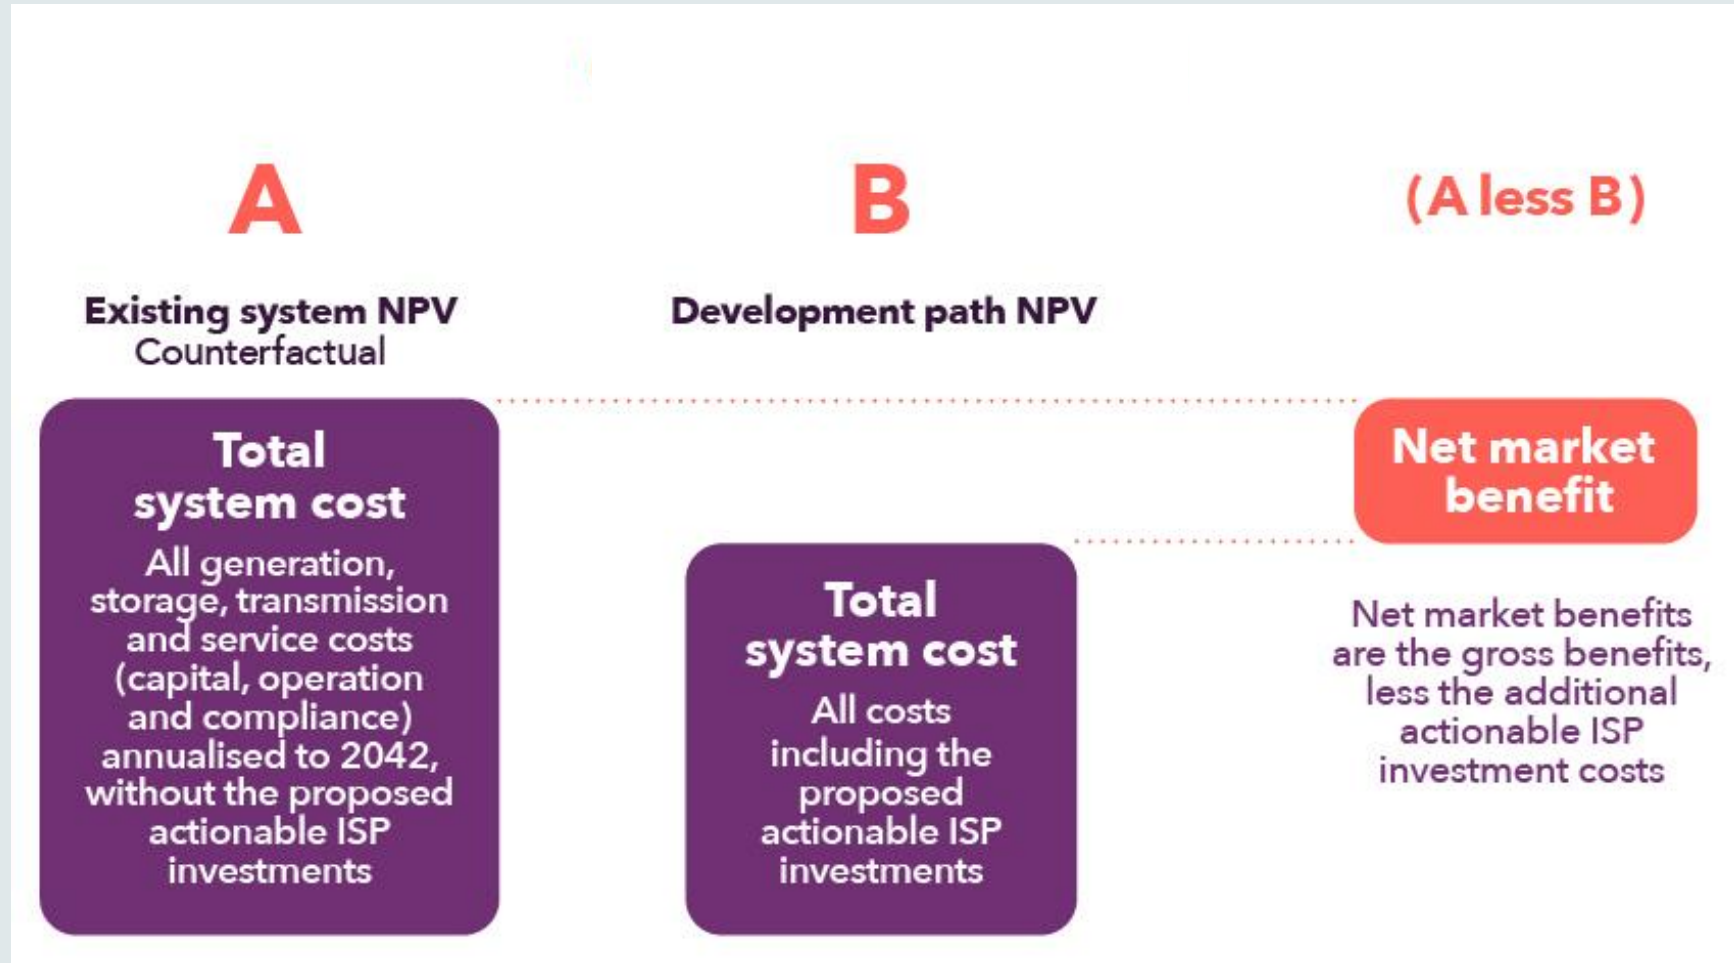 A
Existing system NPV
Counterfactual
Total
system cost
All generation,
storage, transmission
and service costs
(capital, operation
and compliance)
annualised to 2042,
without the proposed
actionable ISP
investments
B
Development path NPV
Total
system cost
All costs
including the
proposed
actionable ISP
investments
(A less B)
Net market
benefit
Net market benefits
are the gross benefits,
less the additional
actionable ISP
investment costs